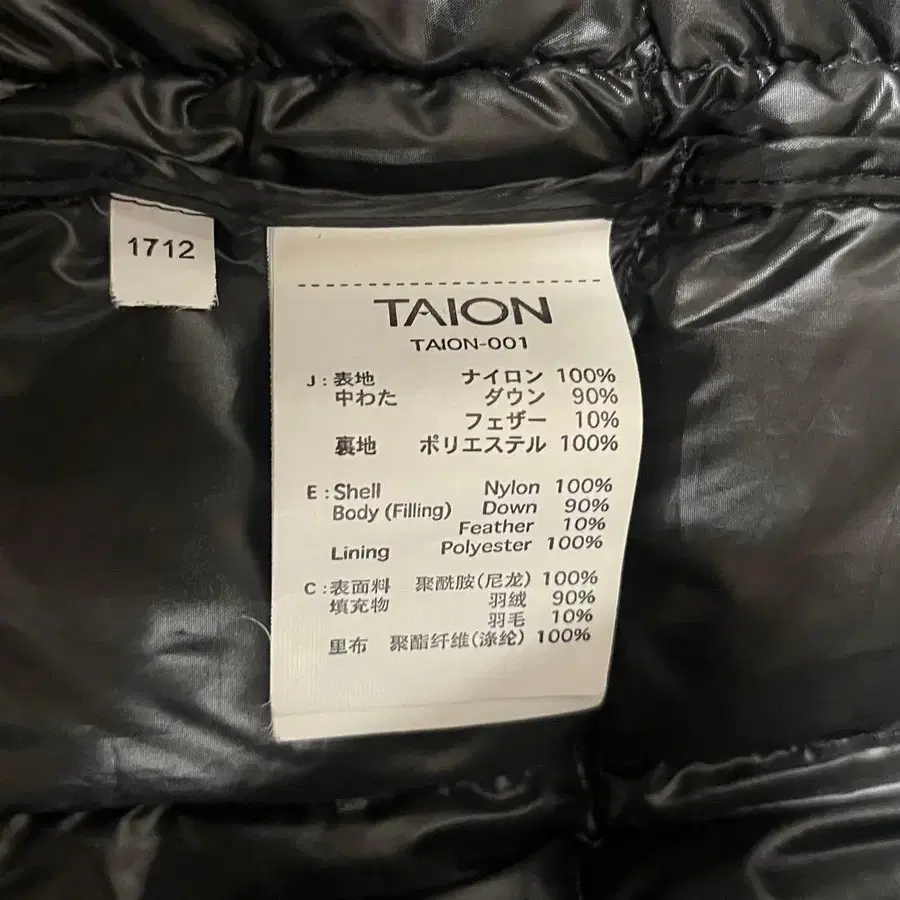 1712
TAION
TAION-001
J : 表地 ナイロン 100%
中わた ダウン 90%
フェザー 10%
裏地 ポリエステル 100%
E : Shell Nylon 100%
Body (Filling) Down 90%
Feather 10%
Lining Polyester 100%
C : 表面料 聚酰胺(尼龙) 100%
填充物 羽绒 90%
羽毛 10%
里布 聚酯纤维(涤纶) 100%